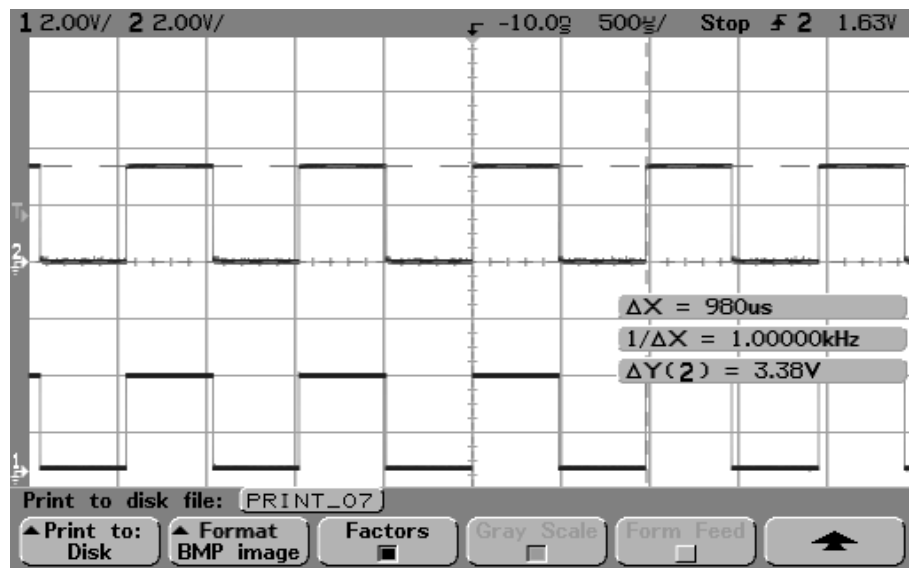 1 2.00V/ 2 2.00V/ -10.0s 500s/ Stop 2 1.63V
T
2
ΔX = 980us
1/ΔX = 1.00000kHz
ΔY(2) = 3.38V
1
Print to disk file: PRINT_07
Print to: Disk
Format BMP image
Factors
Gray Scale
Form Feed